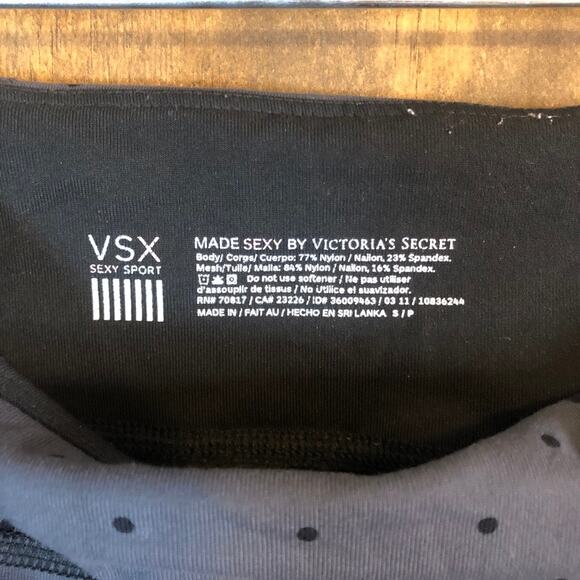 VSX
SEXY SPORT
MADE SEXY BY VICTORIA'S SECRET
Body/ Corps/ Cuerpo: 77% Nylon / Nailon, 23% Spandex.
Mesh/Tulle/ Malla: 84% Nylon / Nailon, 16% Spandex.
Do not use softener / Ne pas utiliser
d'assouplir de tissus / No Utilice el suavizador.
RN# 70817 / CA# 23226 / ID# 36009463 / 03 11 / 10836244
MADE IN / FAIT AU / HECHO EN SRI LANKA S / P